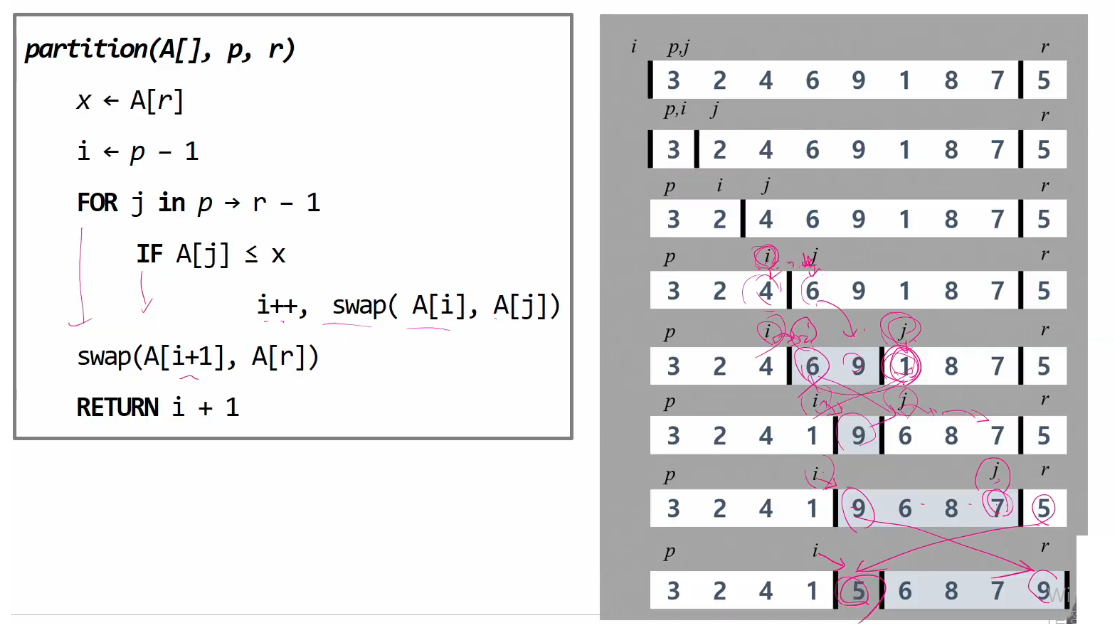 partition(A[], p, r)
x ← A[r]
i ← p - 1
FOR j in p → r - 1
IF A[j] ≤ x
i++, swap( A[i], A[j])
swap(A[i+1], A[r])
RETURN i + 1
i p,j r
3 2 4 6 9 1 8 7 5
p,i j r
3 2 4 6 9 1 8 7 5
p i j r
3 2 4 6 9 1 8 7 5
p i j r
3 2 4 6 9 1 8 7 5
p i j r
3 2 4 6 9 1 8 7 5
p i j r
3 2 4 1 9 6 8 7 5
p i j r
3 2 4 1 9 6 8 7 5
p i r
3 2 4 1 5 6 8 7 9